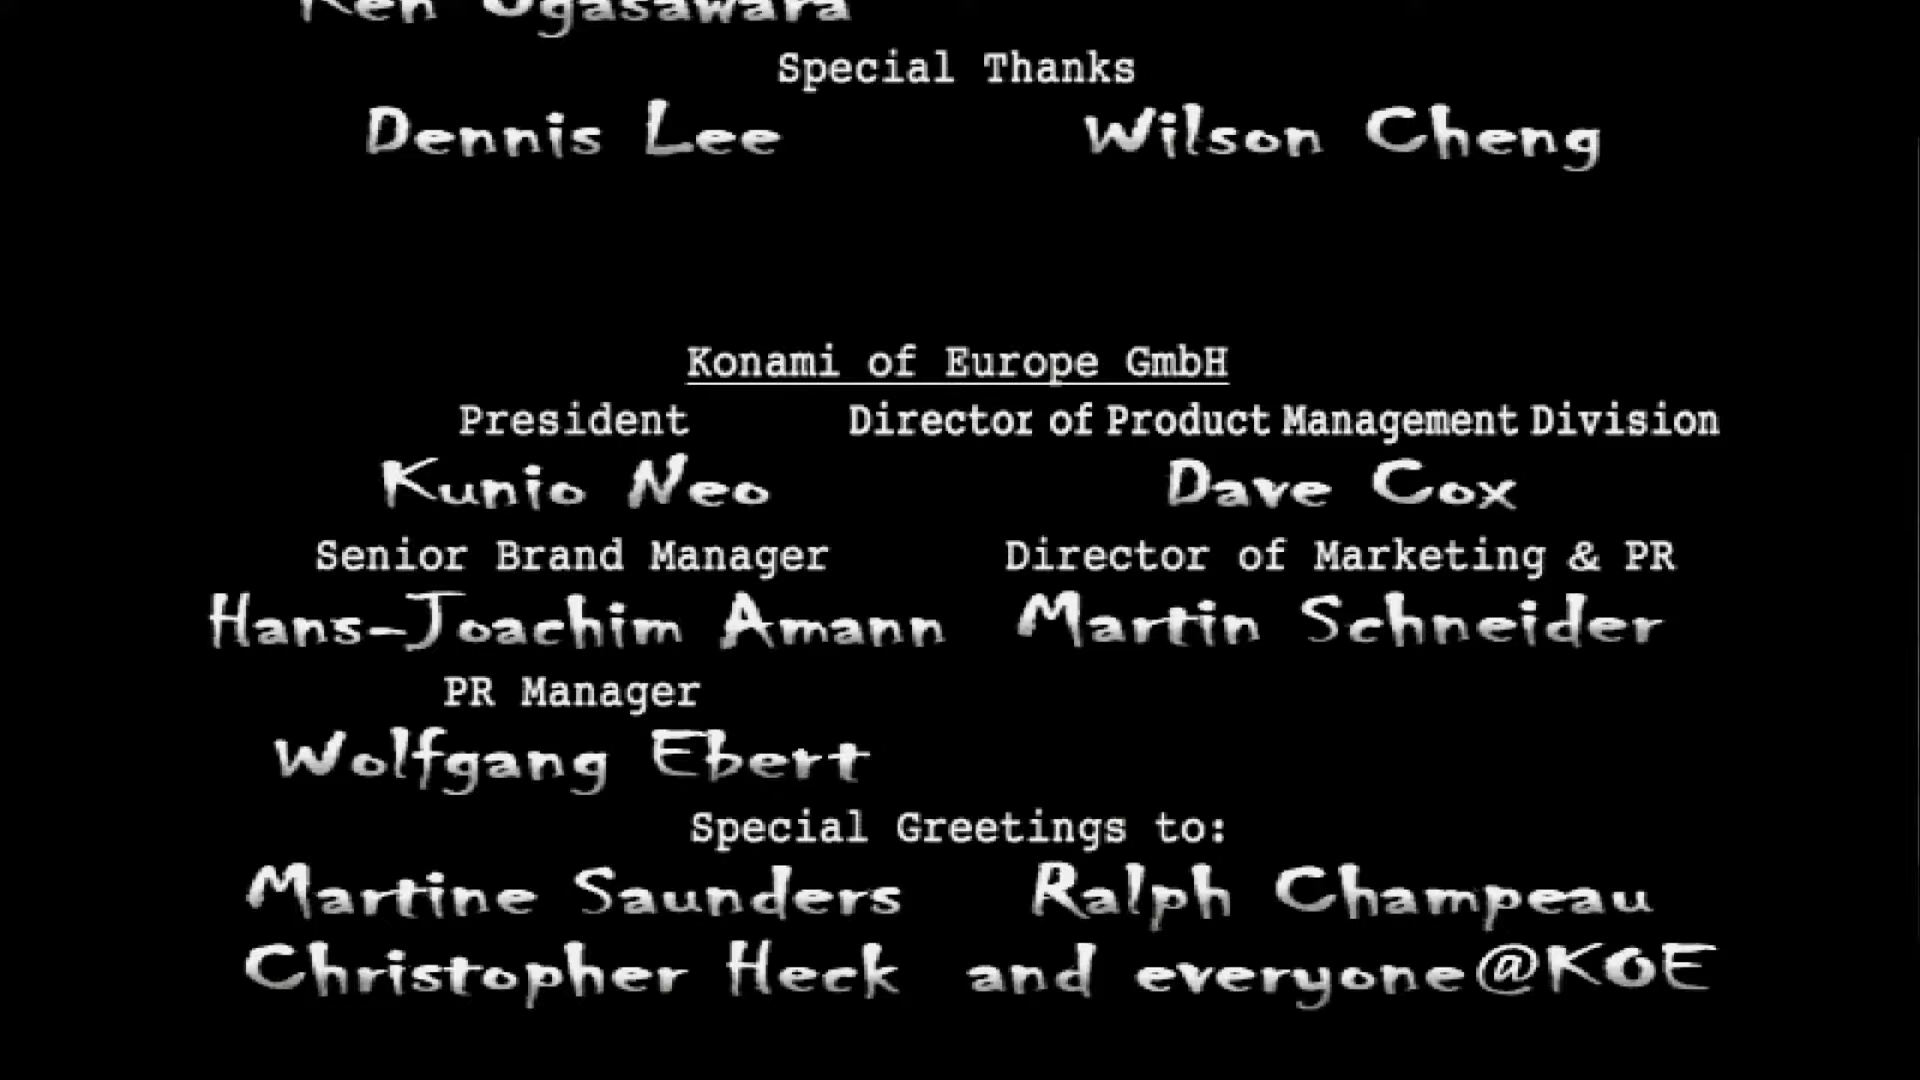 Ken Ogasawara
Special Thanks
Dennis Lee Wilson Cheng
Konami of Europe GmbH
President Director of Product Management Division
Kunio Neo Dave Cox
Senior Brand Manager Director of Marketing & PR
Hans-Joachim Amann Martin Schneider
PR Manager
Wolfgang Ebert
Special Greetings to:
Martine Saunders Ralph Champeau
Christopher Heck and everyone@KOE